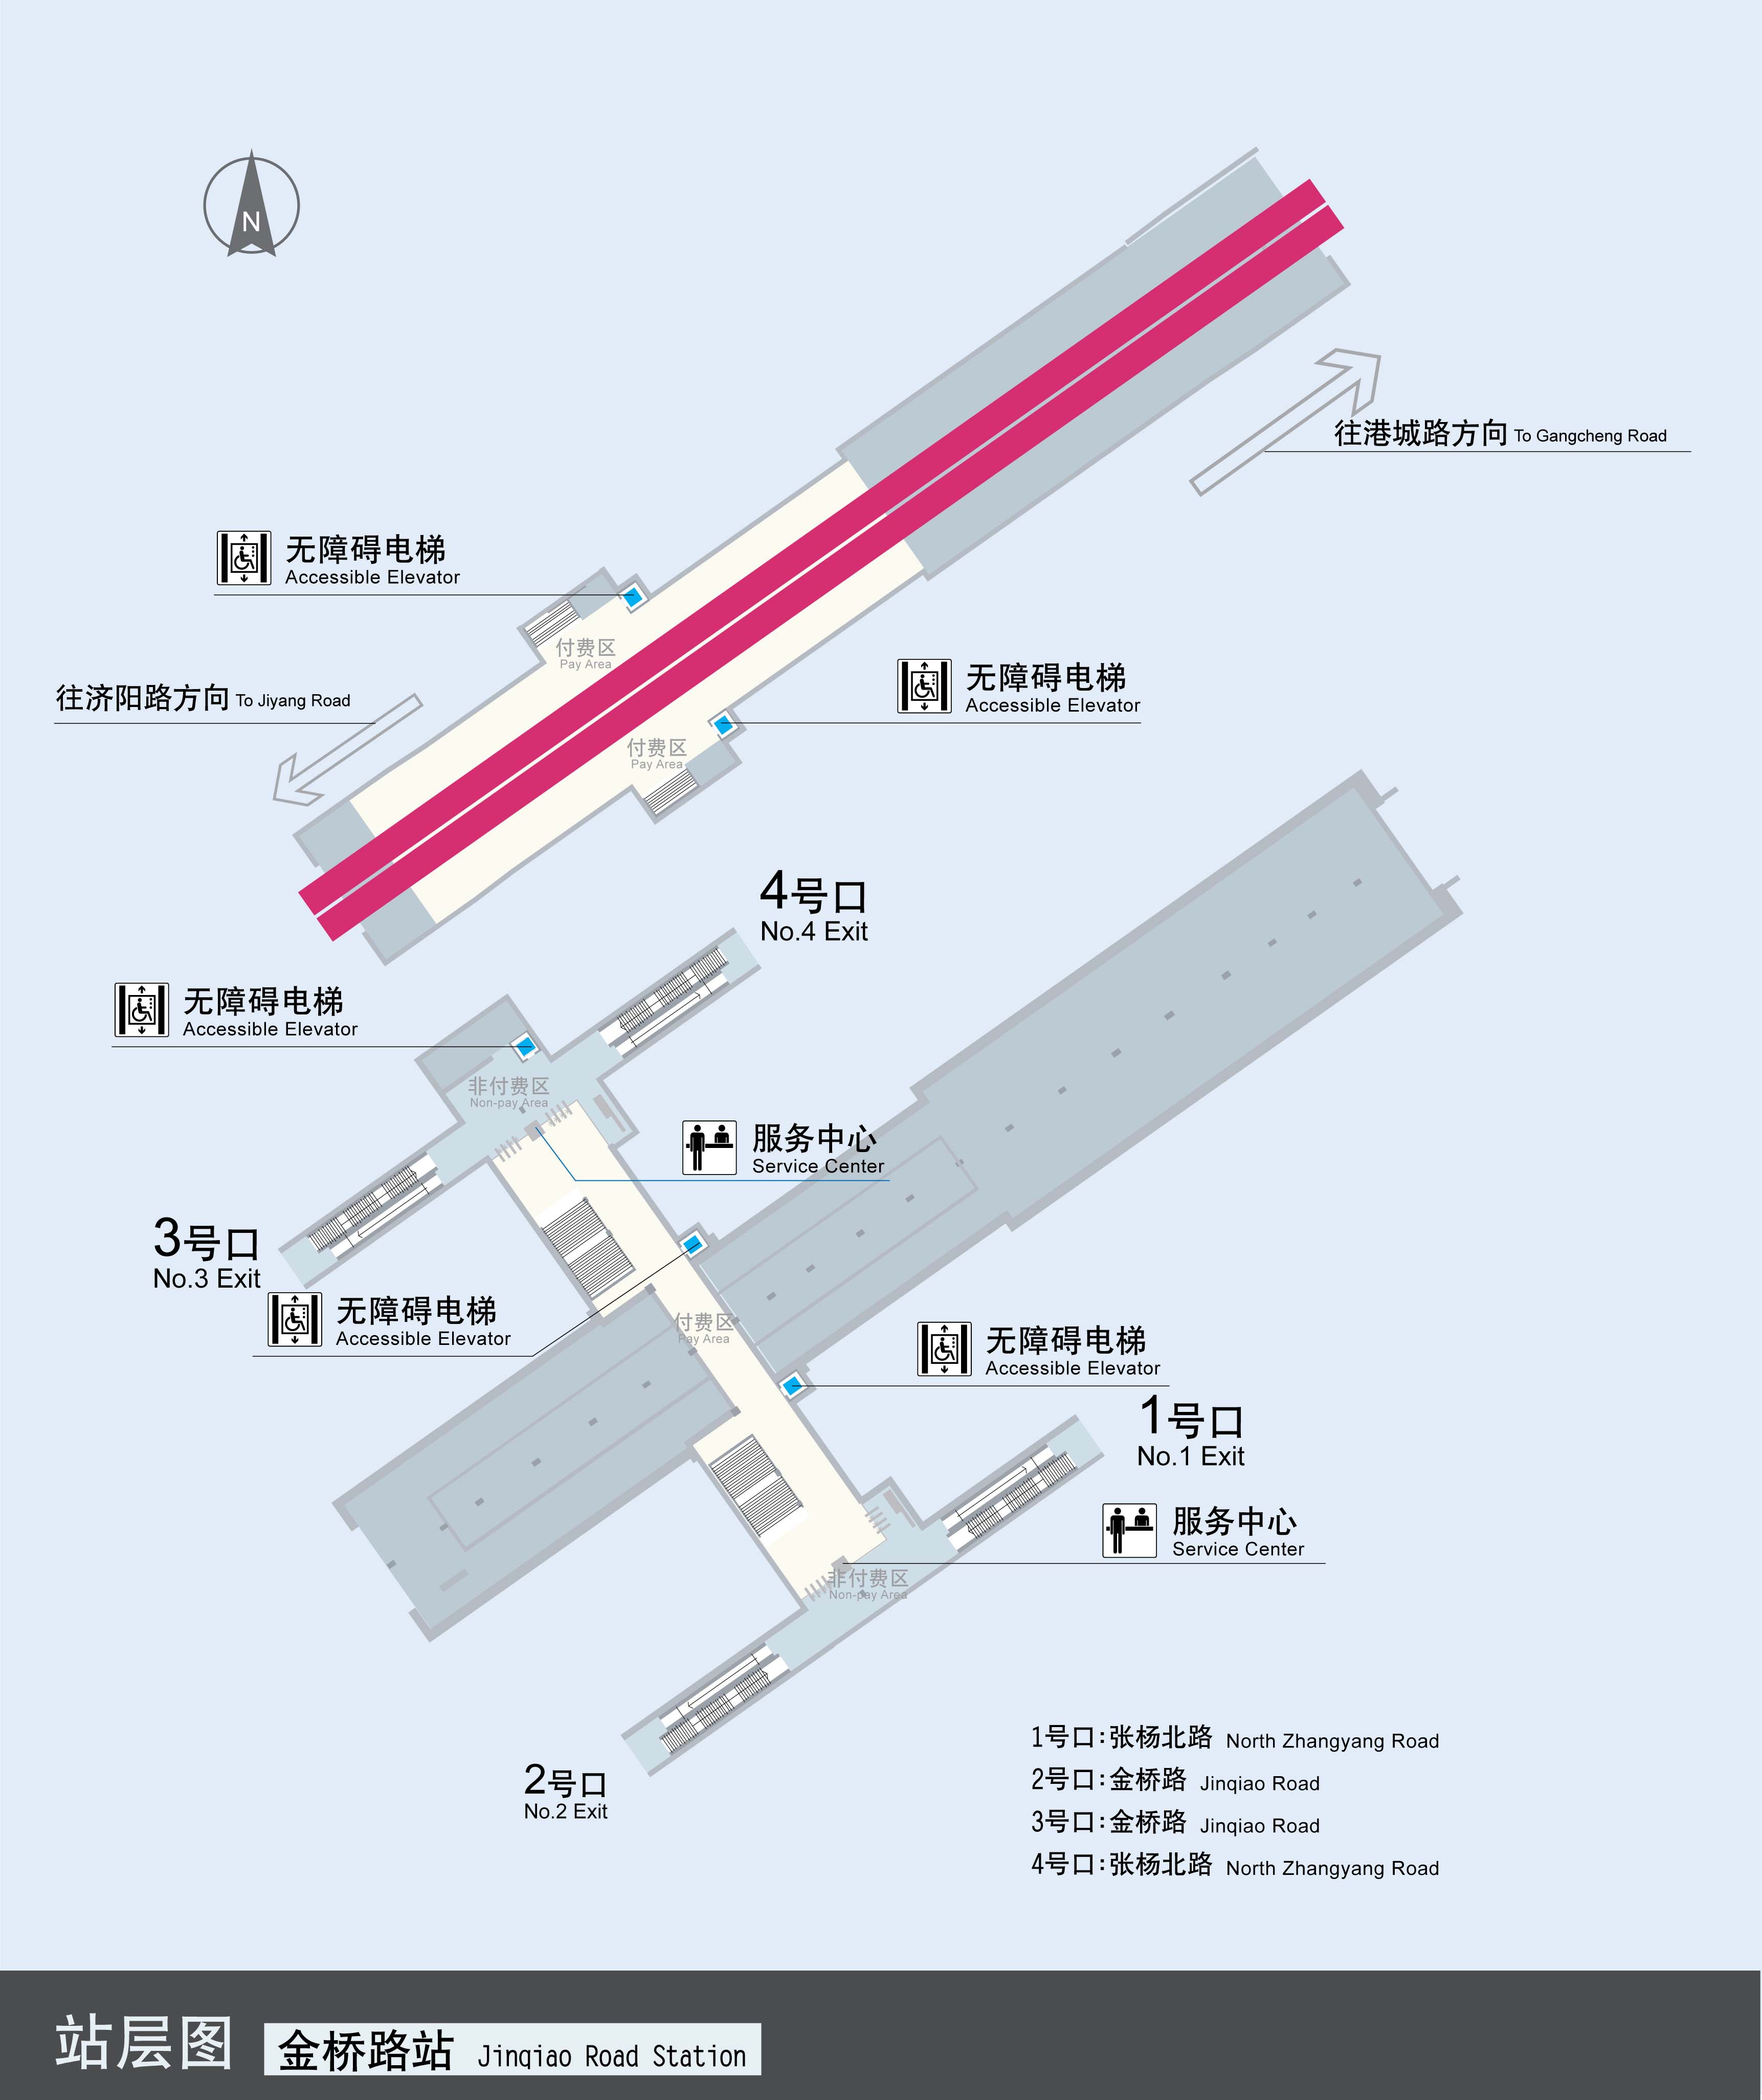 N
往港城路方向 To Gangcheng Road
无障碍电梯
Accessible Elevator
付费区
Pay Area
无障碍电梯
Accessible Elevator
往济阳路方向 To Jiyang Road
付费区
Pay Area
4号口
No.4 Exit
无障碍电梯
Accessible Elevator
非付费区
Non-pay Area
服务中心
Service Center
3号口
No.3 Exit
无障碍电梯
Accessible Elevator
付费区
Pay Area
无障碍电梯
Accessible Elevator
1号口
No.1 Exit
服务中心
Service Center
非付费区
Non-pay Area
2号口
No.2 Exit
1号口:张杨北路 North Zhangyang Road
2号口:金桥路 Jinqiao Road
3号口:金桥路 Jinqiao Road
4号口:张杨北路 North Zhangyang Road
站层图 金桥路站 Jinqiao Road Station